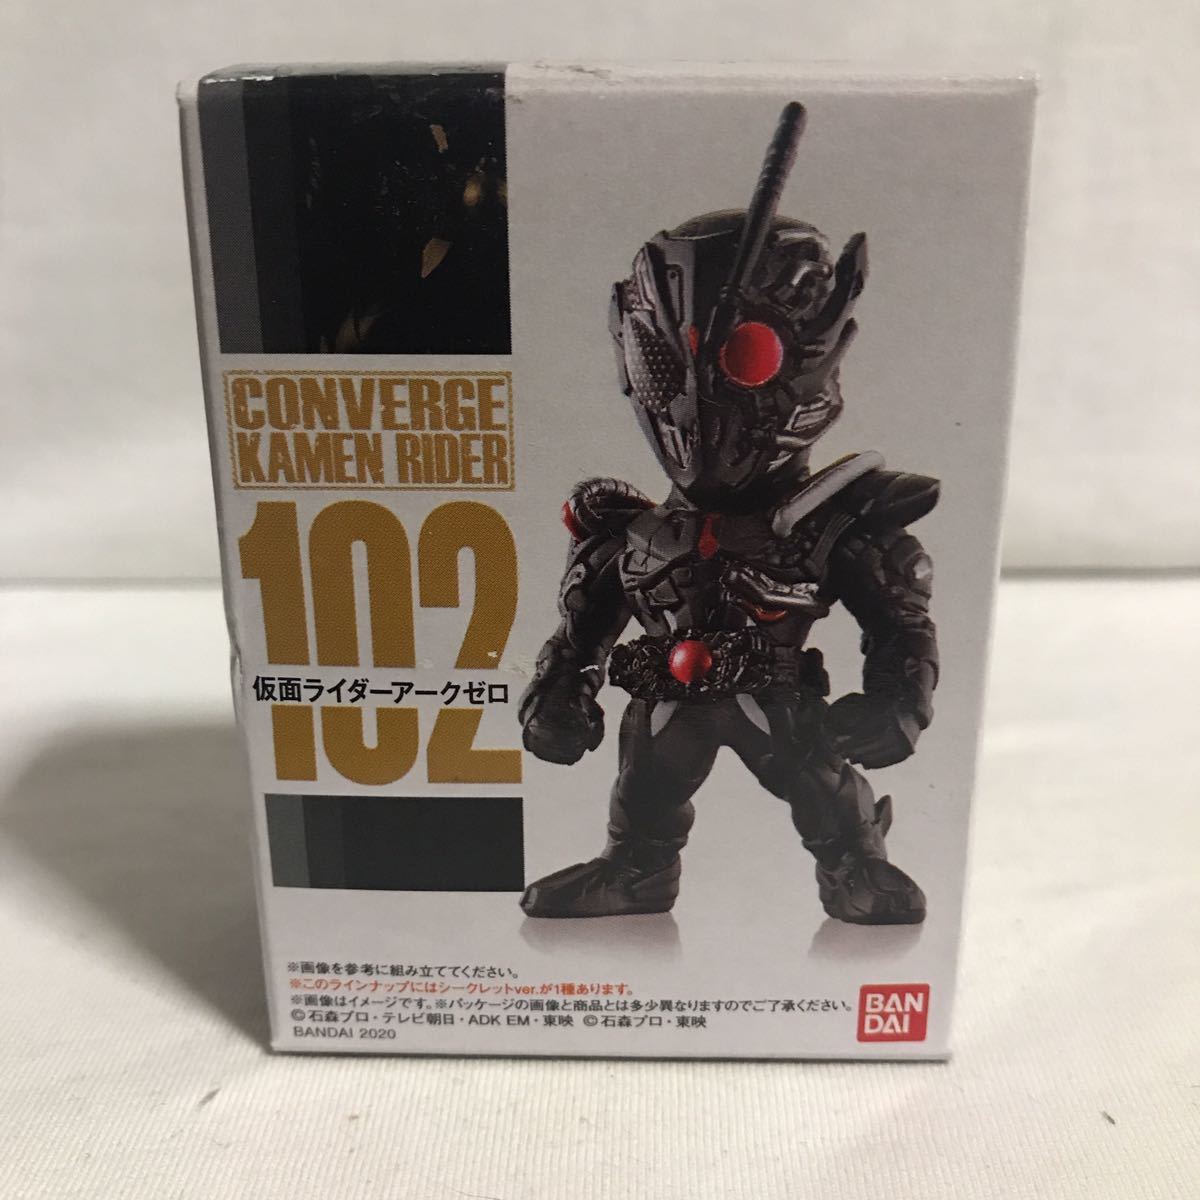 CONVERGE
KAMEN RIDER
102
仮面ライダーアークゼロ
※画像を参考に組み立ててください。
※このラインナップにはシークレットver.が1種あります。
※画像はイメージです。※パッケージの画像と商品とは多少異なりますのでご了承ください。
©石森プロ・テレビ朝日・ADK EM・東映 ©石森プロ・東映
BANDAI 2020
BAN
DAI